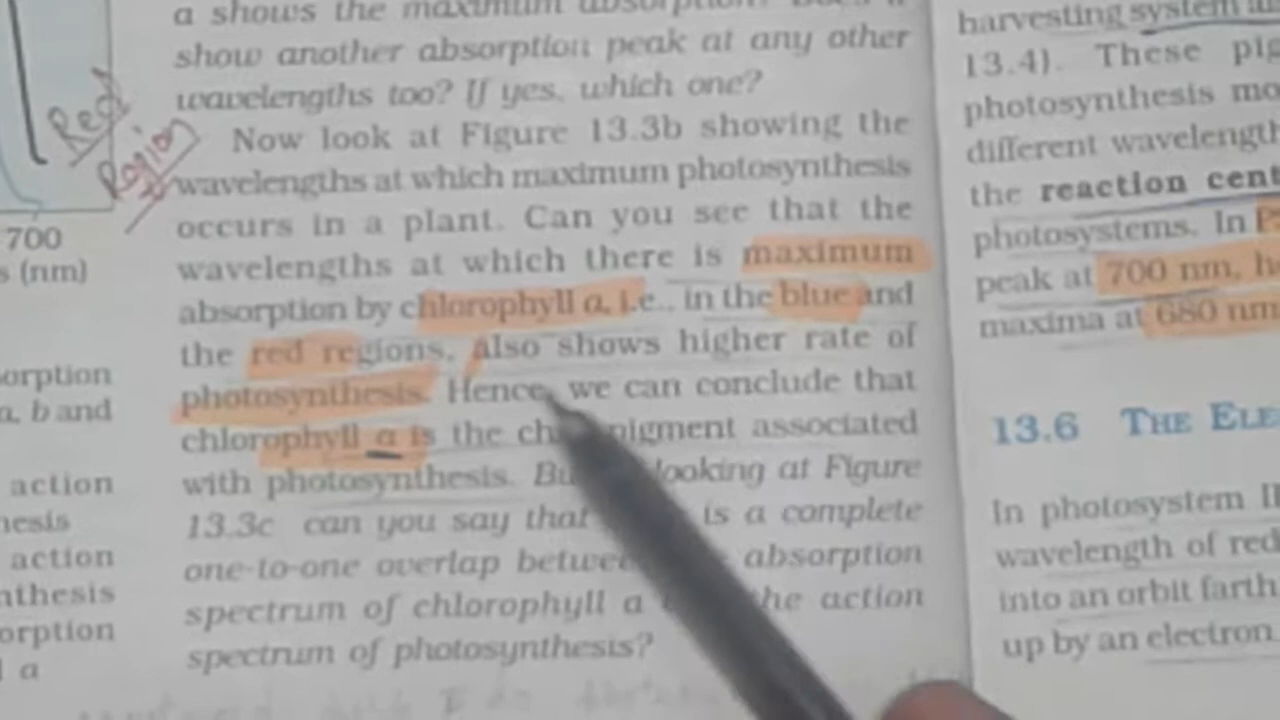 a shows the maximum absorption? Does it
show another absorption peak at any other
wavelengths too? If yes, which one?
Now look at Figure 13.3b showing the
wavelengths at which maximum photosynthesis
occurs in a plant. Can you see that the
wavelengths at which there is maximum
absorption by chlorophyll a, i.e., in the blue and
the red regions, also shows higher rate of
photosynthesis. Hence, we can conclude that
chlorophyll a is the ch pigment associated
with photosynthesis. Bu looking at Figure
13.3c can you say that is a complete
one-to-one overlap betwee absorption
spectrum of chlorophyll a the action
spectrum of photosynthesis?
Red
Region
700
s (nm)
sorption
a, b and
action
hesis
action
nthesis
orption
l a
harvesting system
13.4). These pig
photosynthesis mo
different wavelength
the reaction cent
photosystems. In P
peak at 700 nm, h
maxima at 680 nm
13.6 THE ELE
In photosystem II
wavelength of red
into an orbit farth
up by an electron